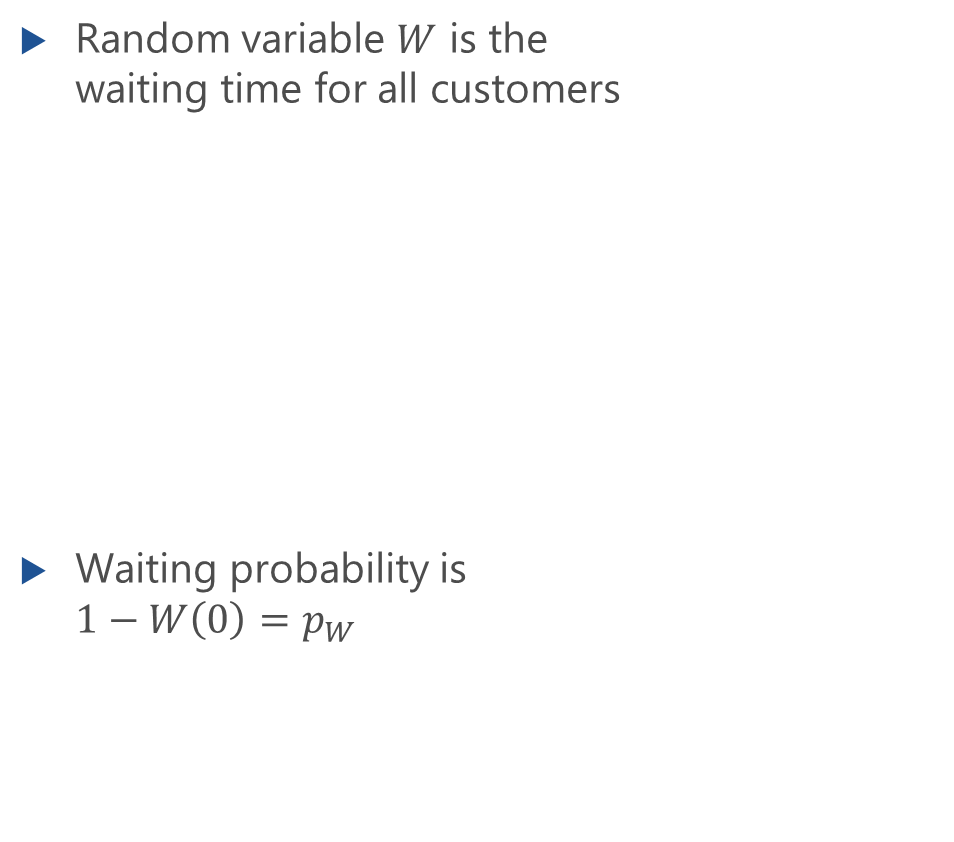 ▶ Random variable W is the
waiting time for all customers
▶ Waiting probability is
1 − W(0) = p_W